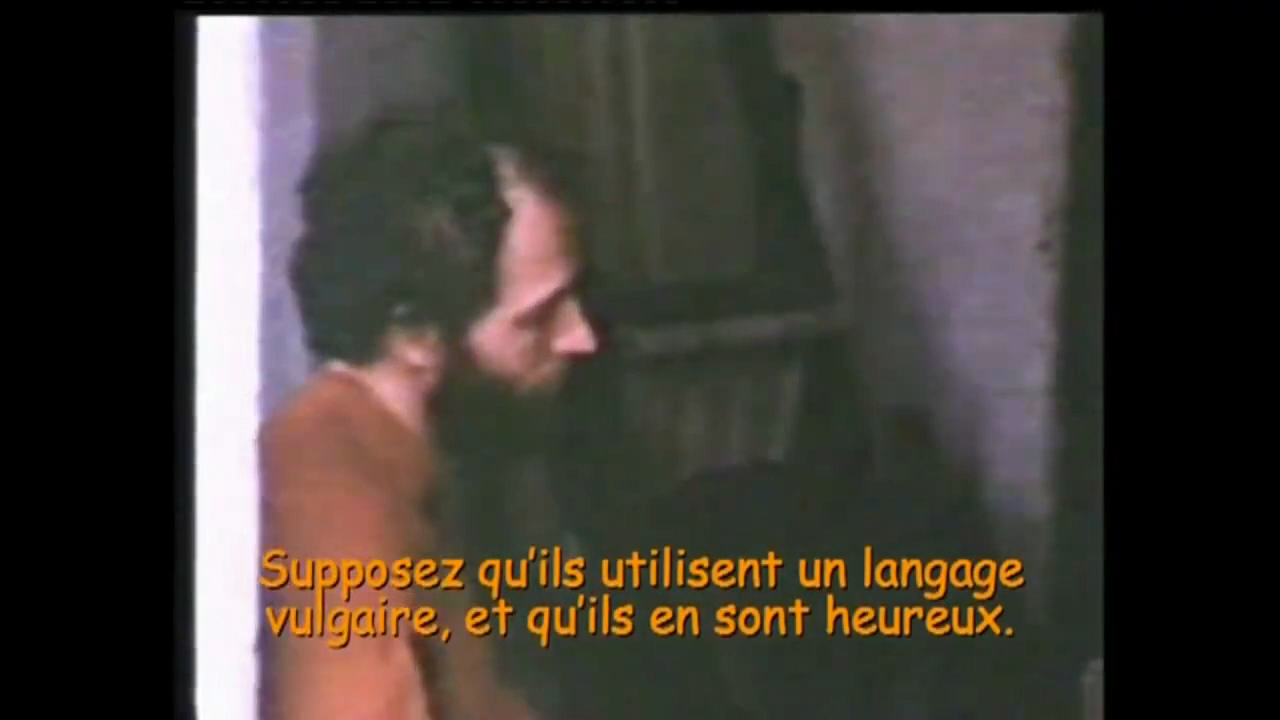 Supposez qu'ils utilisent un langage
vulgaire, et qu'ils en sont heureux.